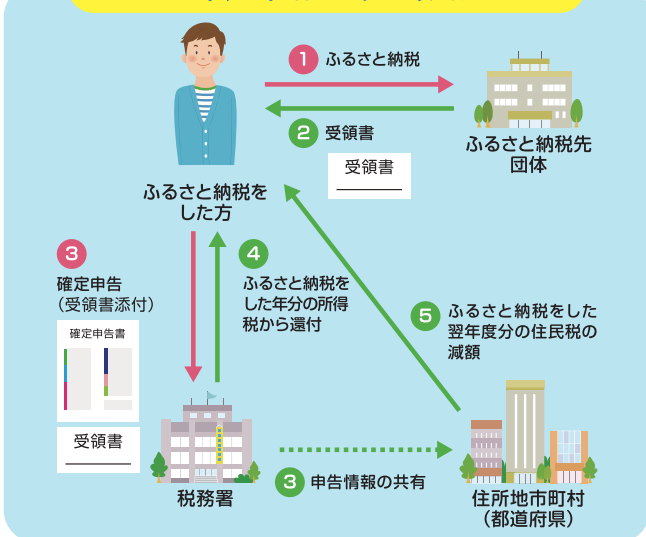 1 ふるさと納税
2 受領書
受領書
ふるさと納税先
団体
ふるさと納税を
した方
3
確定申告
（受領書添付）
確定申告書
受領書
4
ふるさと納税を
した年分の所得
税から還付
5 ふるさと納税をした
翌年度分の住民税の
減額
税務署
3 申告情報の共有
住所地市町村
（都道府県）